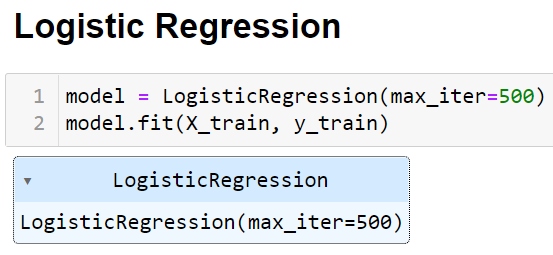 Logistic Regression
1 model = LogisticRegression(max_iter=500)
2 model.fit(X_train, y_train)
▾ LogisticRegression
LogisticRegression(max_iter=500)